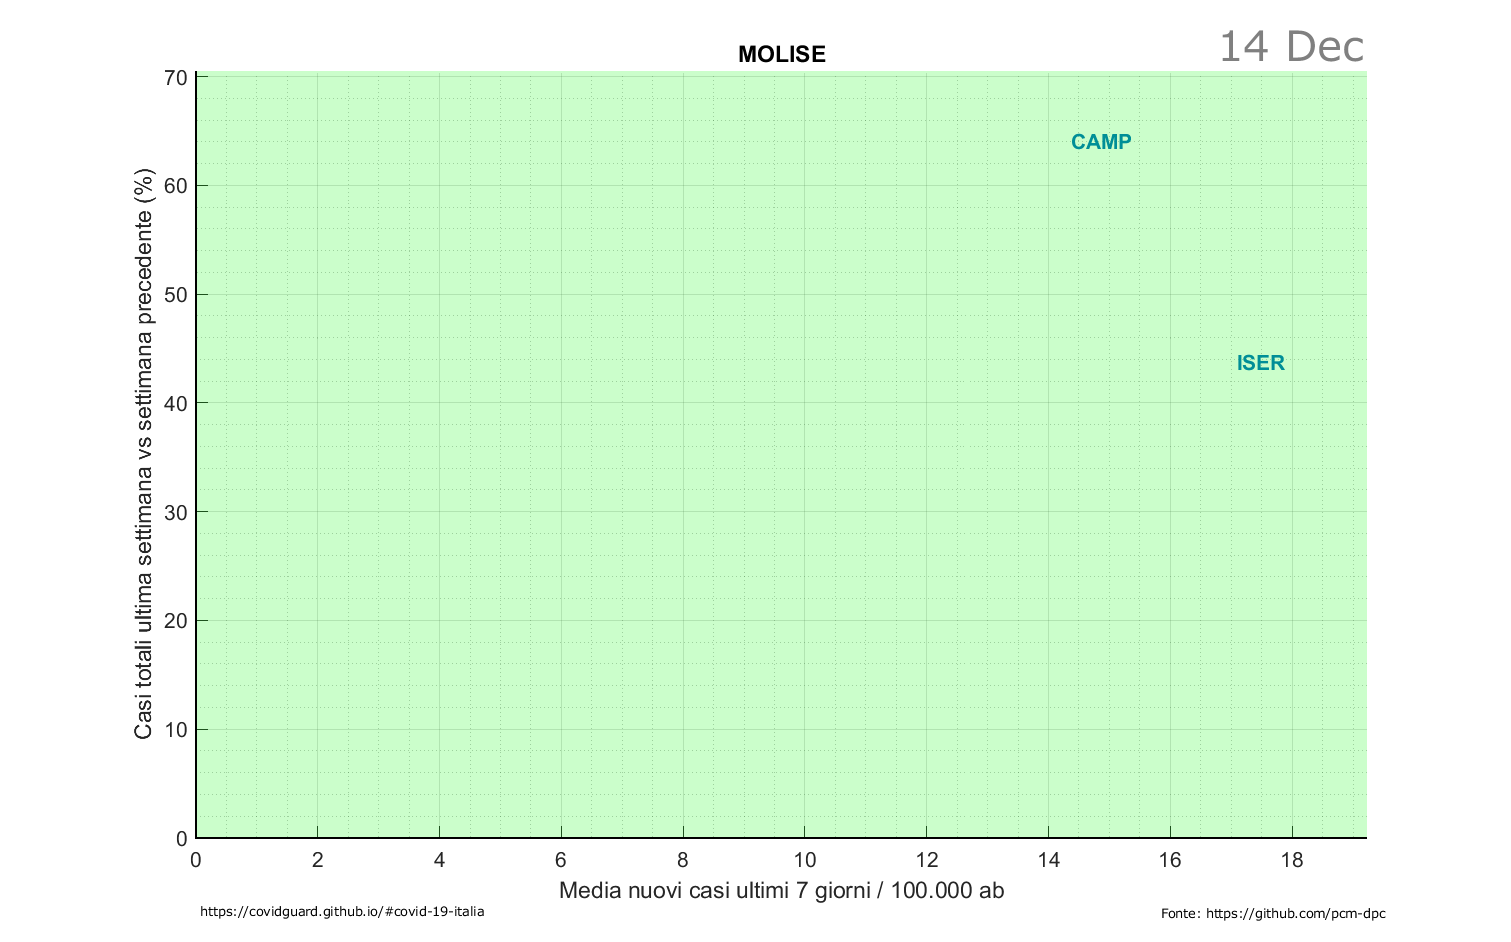 MOLISE
14 Dec
Casi totali ultima settimana vs settimana precedente (%)
70
60
50
40
30
20
10
0
CAMP
ISER
0 2 4 6 8 10 12 14 16 18
Media nuovi casi ultimi 7 giorni / 100.000 ab
https://covidguard.github.io/#covid-19-italia
Fonte: https://github.com/pcm-dpc